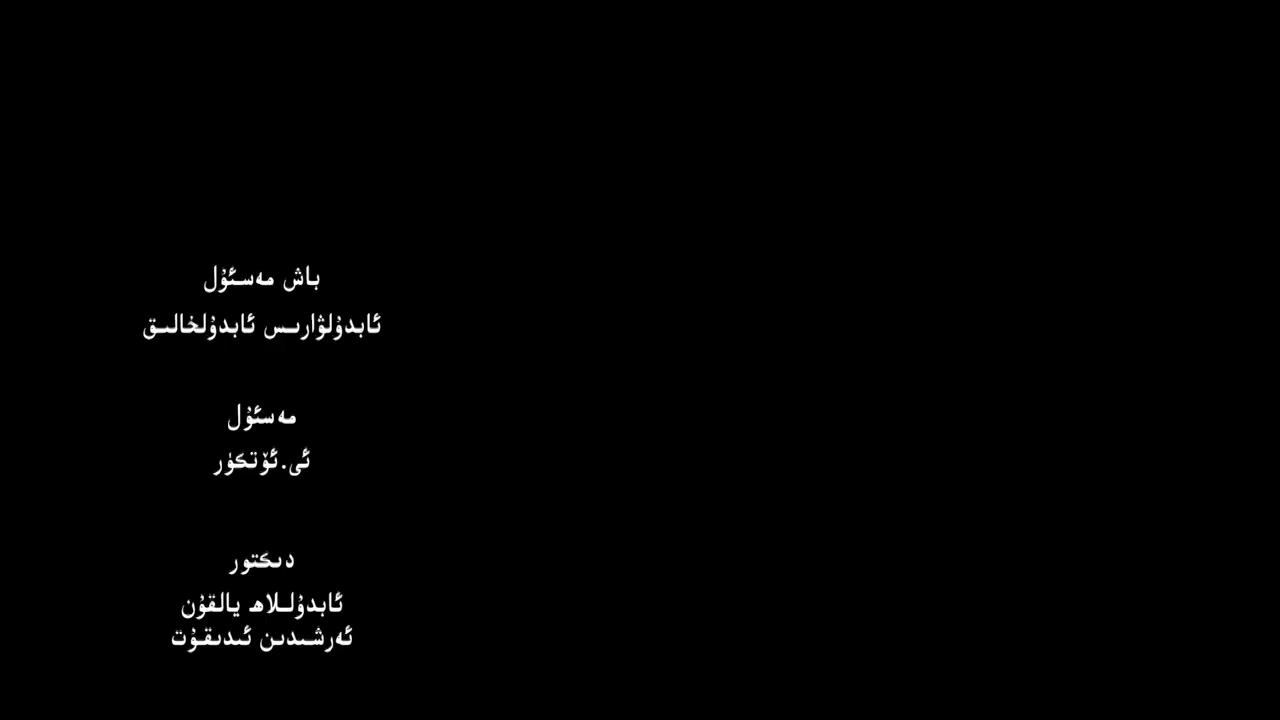 باش مەسئۇل
ئابدۇلۋارىس ئابدۇلخالىق
مەسئۇل
ئى.ئۆتكۈر
دىكتور
ئابدۇللاھ يالقۇن
ئەرشىدىن ئىدىقۇت